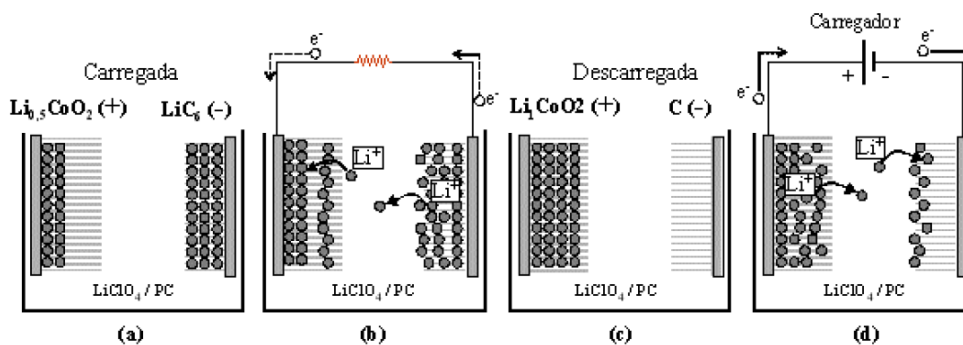 Carregada
Li0,5CoO2 (+) LiC6 (-)
LiClO4 / PC
(a)
e-
e-
Li+
Li+
LiClO4 / PC
(b)
Descarregada
Li1CoO2 (+) C (-)
LiClO4 / PC
(c)
Carregador
e-
+ -
e-
Li+
Li+
LiClO4 / PC
(d)